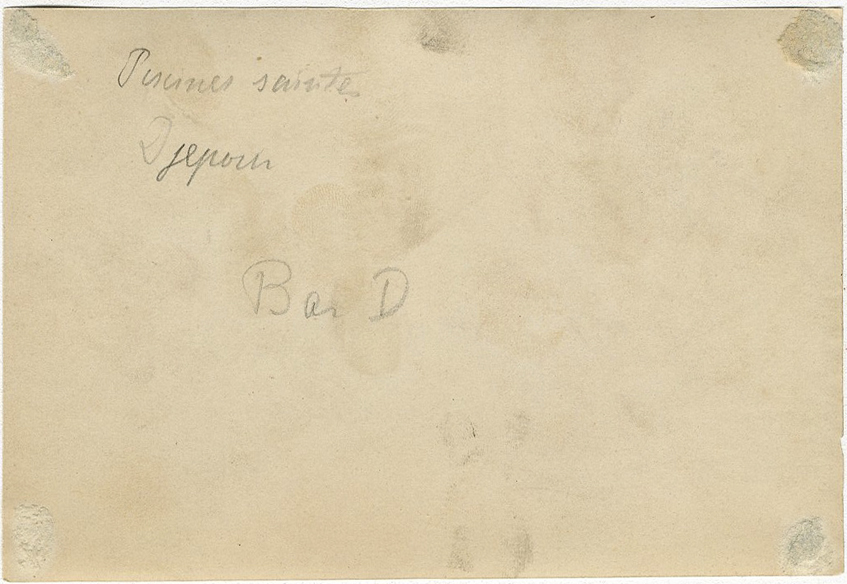 Piscines sainte
Djepour
Bar D